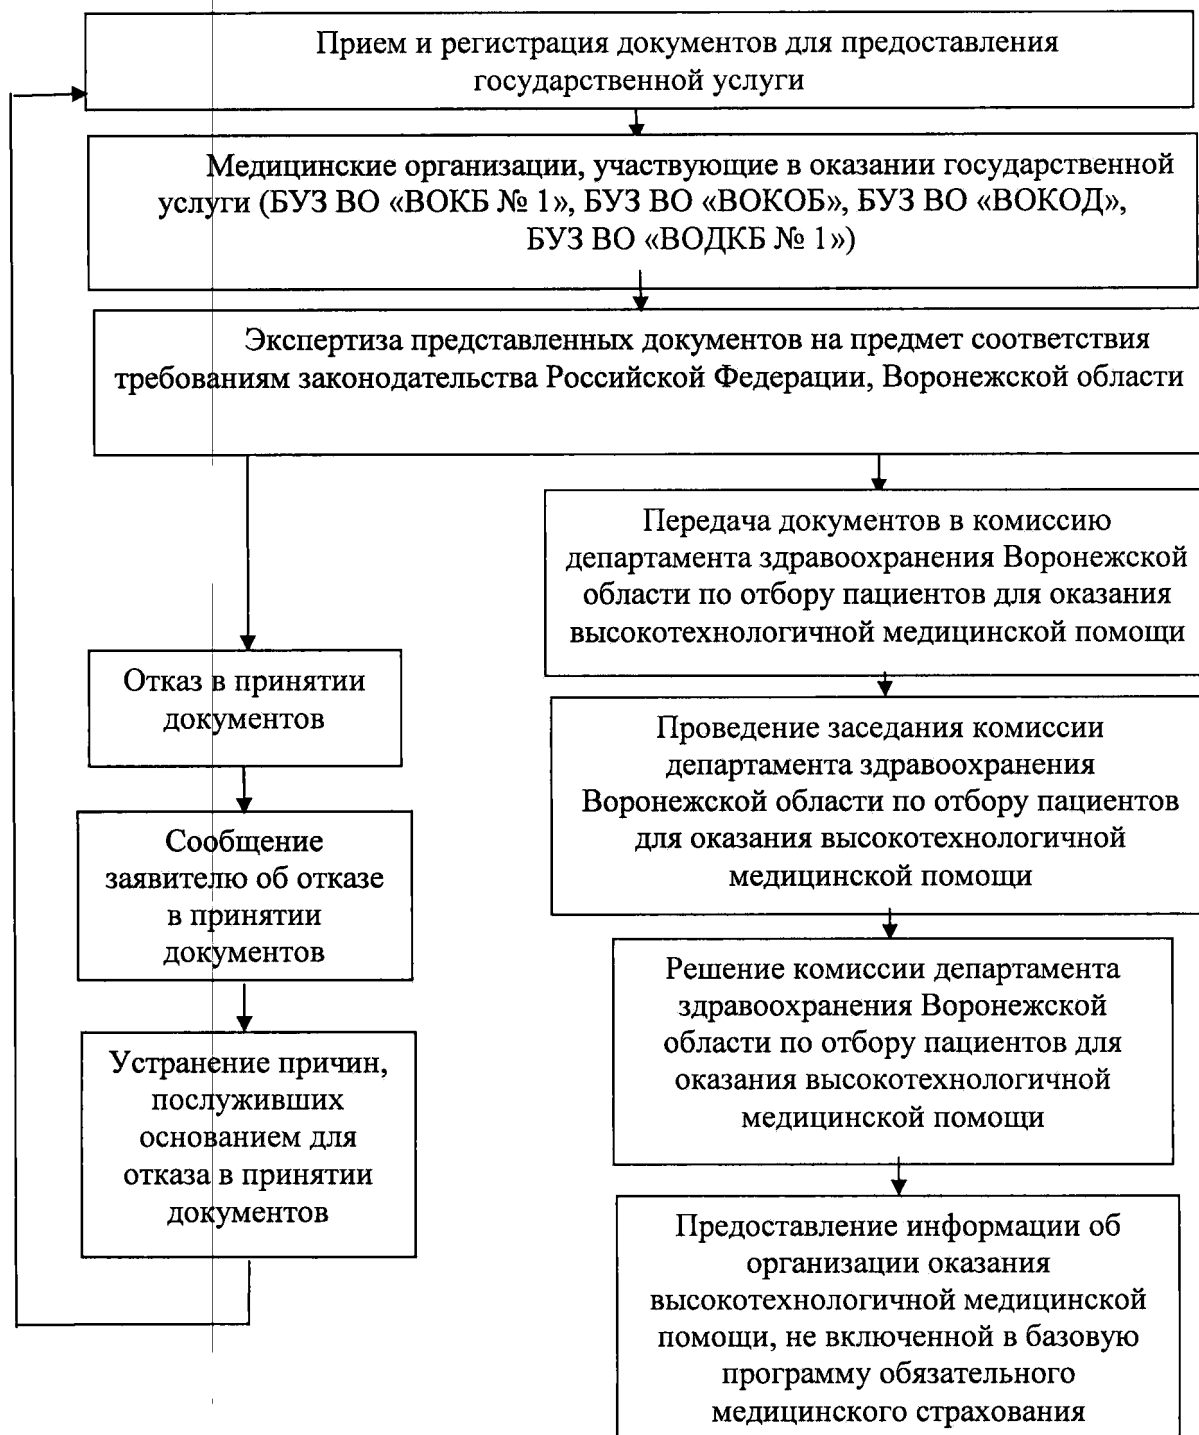 Прием и регистрация документов для предоставления
государственной услуги
Медицинские организации, участвующие в оказании государственной
услуги (БУЗ ВО «ВОКБ № 1», БУЗ ВО «ВОКОБ», БУЗ ВО «ВОКОД»,
БУЗ ВО «ВОДКБ № 1»)
Экспертиза представленных документов на предмет соответствия
требованиям законодательства Российской Федерации, Воронежской области
Отказ в принятии
документов
Сообщение
заявителю об отказе
в принятии
документов
Устранение причин,
послуживших
основанием для
отказа в принятии
документов
Передача документов в комиссию
департамента здравоохранения Воронежской
области по отбору пациентов для оказания
высокотехнологичной медицинской помощи
Проведение заседания комиссии
департамента здравоохранения
Воронежской области по отбору пациентов
для оказания высокотехнологичной
медицинской помощи
Решение комиссии департамента
здравоохранения Воронежской
области по отбору пациентов для
оказания высокотехнологичной
медицинской помощи
Предоставление информации об
организации оказания
высокотехнологичной медицинской
помощи, не включенной в базовую
программу обязательного
медицинского страхования